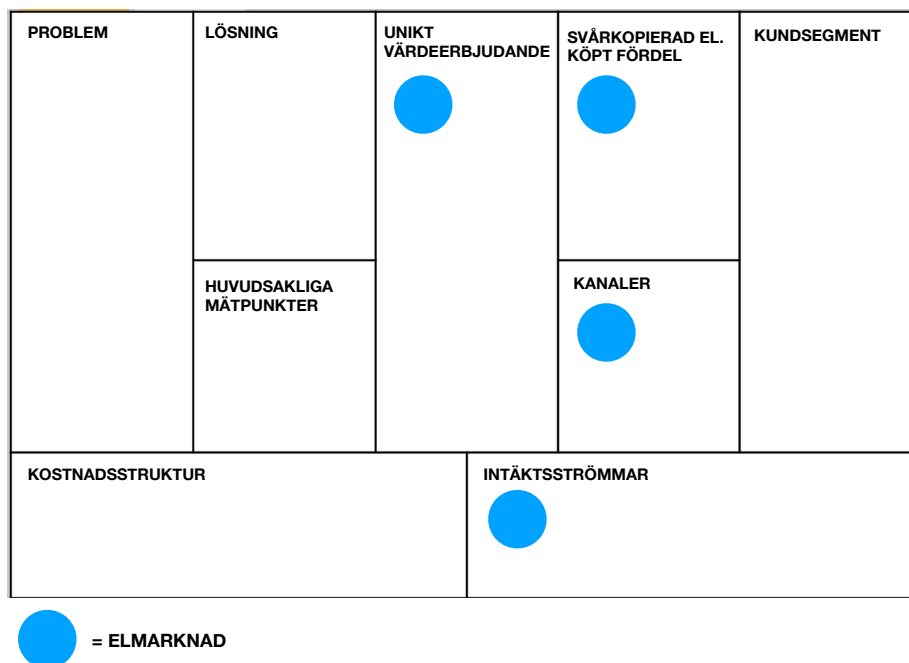 PROBLEM
LÖSNING
UNIKT
VÄRDEERBJUDANDE
SVÅRKOPIERAD EL.
KÖPT FÖRDEL
KUNDSEGMENT
HUVUDSAKLIGA
MÄTPUNKTER
KANALER
KOSTNADSSTRUKTUR
INTÄKTSSTRÖMMAR
= ELMARKNAD